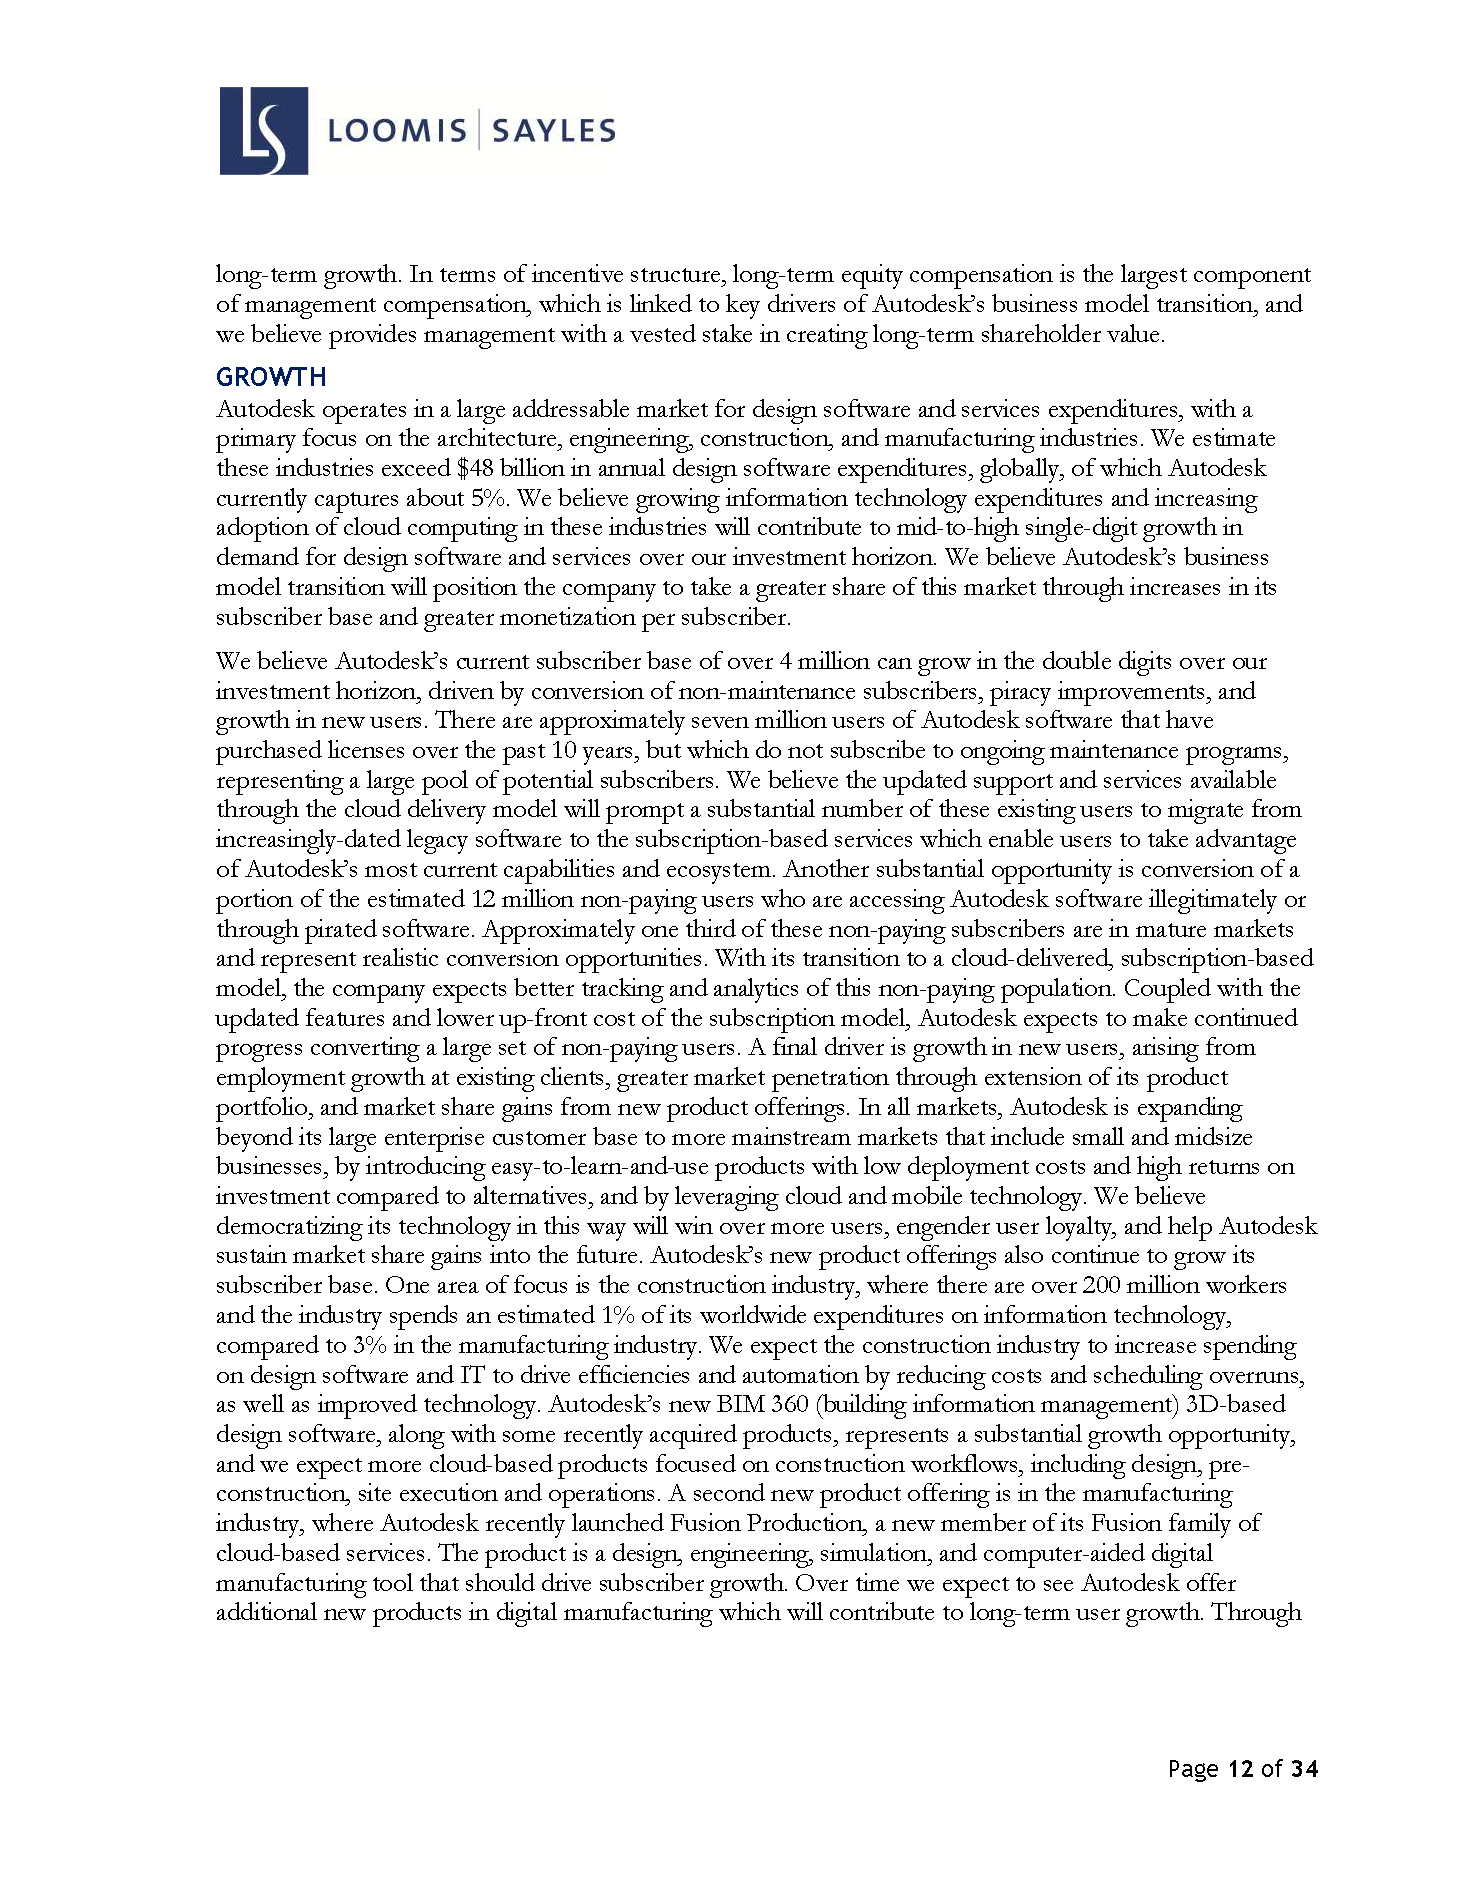 LS LOOMIS | SAYLES
long-term growth. In terms of incentive structure, long-term equity compensation is the largest component
of management compensation, which is linked to key drivers of Autodesk’s business model transition, and
we believe provides management with a vested stake in creating long-term shareholder value.
GROWTH
Autodesk operates in a large addressable market for design software and services expenditures, with a
primary focus on the architecture, engineering, construction, and manufacturing industries. We estimate
these industries exceed $48 billion in annual design software expenditures, globally, of which Autodesk
currently captures about 5%. We believe growing information technology expenditures and increasing
adoption of cloud computing in these industries will contribute to mid-to-high single-digit growth in
demand for design software and services over our investment horizon. We believe Autodesk’s business
model transition will position the company to take a greater share of this market through increases in its
subscriber base and greater monetization per subscriber.
We believe Autodesk’s current subscriber base of over 4 million can grow in the double digits over our
investment horizon, driven by conversion of non-maintenance subscribers, piracy improvements, and
growth in new users. There are approximately seven million users of Autodesk software that have
purchased licenses over the past 10 years, but which do not subscribe to ongoing maintenance programs,
representing a large pool of potential subscribers. We believe the updated support and services available
through the cloud delivery model will prompt a substantial number of these existing users to migrate from
increasingly-dated legacy software to the subscription-based services which enable users to take advantage
of Autodesk’s most current capabilities and ecosystem. Another substantial opportunity is conversion of a
portion of the estimated 12 million non-paying users who are accessing Autodesk software illegitimately or
through pirated software. Approximately one third of these non-paying subscribers are in mature markets
and represent realistic conversion opportunities. With its transition to a cloud-delivered, subscription-based
model, the company expects better tracking and analytics of this non-paying population. Coupled with the
updated features and lower up-front cost of the subscription model, Autodesk expects to make continued
progress converting a large set of non-paying users. A final driver is growth in new users, arising from
employment growth at existing clients, greater market penetration through extension of its product
portfolio, and market share gains from new product offerings. In all markets, Autodesk is expanding
beyond its large enterprise customer base to more mainstream markets that include small and midsize
businesses, by introducing easy-to-learn-and-use products with low deployment costs and high returns on
investment compared to alternatives, and by leveraging cloud and mobile technology. We believe
democratizing its technology in this way will win over more users, engender user loyalty, and help Autodesk
sustain market share gains into the future. Autodesk’s new product offerings also continue to grow its
subscriber base. One area of focus is the construction industry, where there are over 200 million workers
and the industry spends an estimated 1% of its worldwide expenditures on information technology,
compared to 3% in the manufacturing industry. We expect the construction industry to increase spending
on design software and IT to drive efficiencies and automation by reducing costs and scheduling overruns,
as well as improved technology. Autodesk’s new BIM 360 (building information management) 3D-based
design software, along with some recently acquired products, represents a substantial growth opportunity,
and we expect more cloud-based products focused on construction workflows, including design, pre-
construction, site execution and operations. A second new product offering is in the manufacturing
industry, where Autodesk recently launched Fusion Production, a new member of its Fusion family of
cloud-based services. The product is a design, engineering, simulation, and computer-aided digital
manufacturing tool that should drive subscriber growth. Over time we expect to see Autodesk offer
additional new products in digital manufacturing which will contribute to long-term user growth. Through
Page 12 of 34